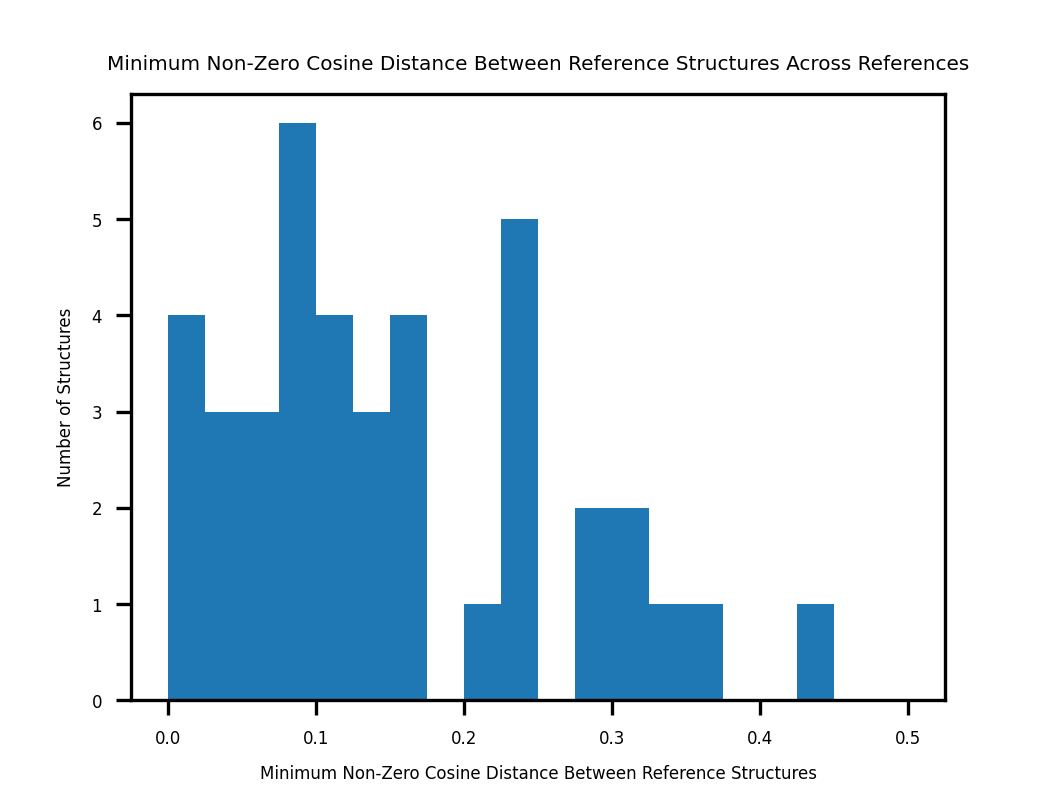 Minimum Non-Zero Cosine Distance Between Reference Structures Across References
6
5
4
3
2
1
0
Number of Structures
0.0 0.1 0.2 0.3 0.4 0.5
Minimum Non-Zero Cosine Distance Between Reference Structures